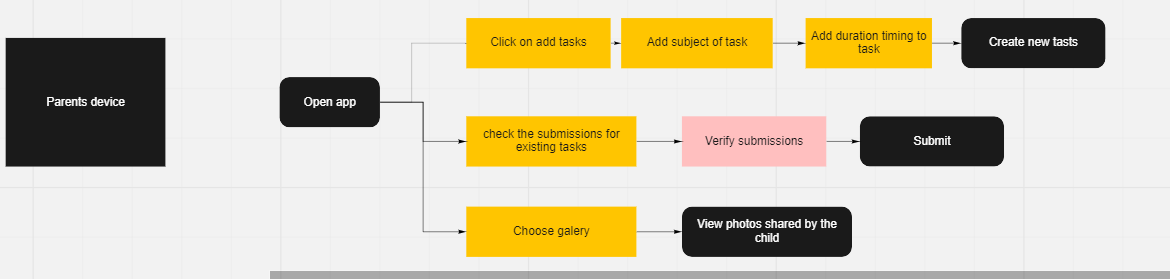 Parents device
Open app
Click on add tasks
Add subject of task
Add duration timing to
task
Create new tasts
check the submissions for
existing tasks
Verify submissions
Submit
Choose galery
View photos shared by the
child